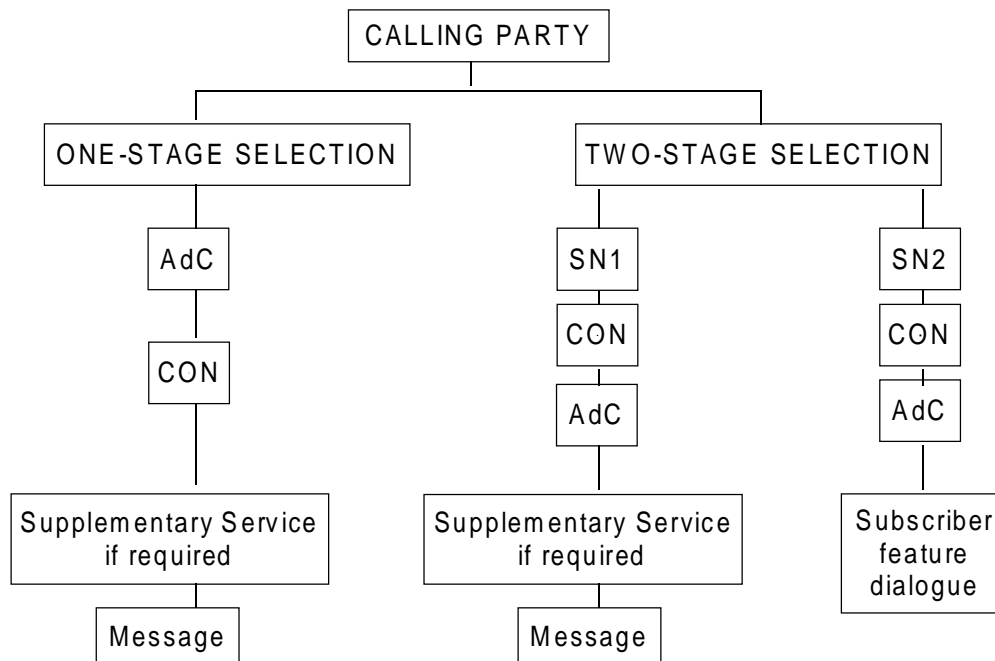 CALLING PARTY
ONE-STAGE SELECTION
TWO-STAGE SELECTION
AdC
SN1
SN2
CON
CON
CON
AdC
AdC
Supplementary Service
if required
Supplementary Service
if required
Subscriber
feature
dialogue
Message
Message